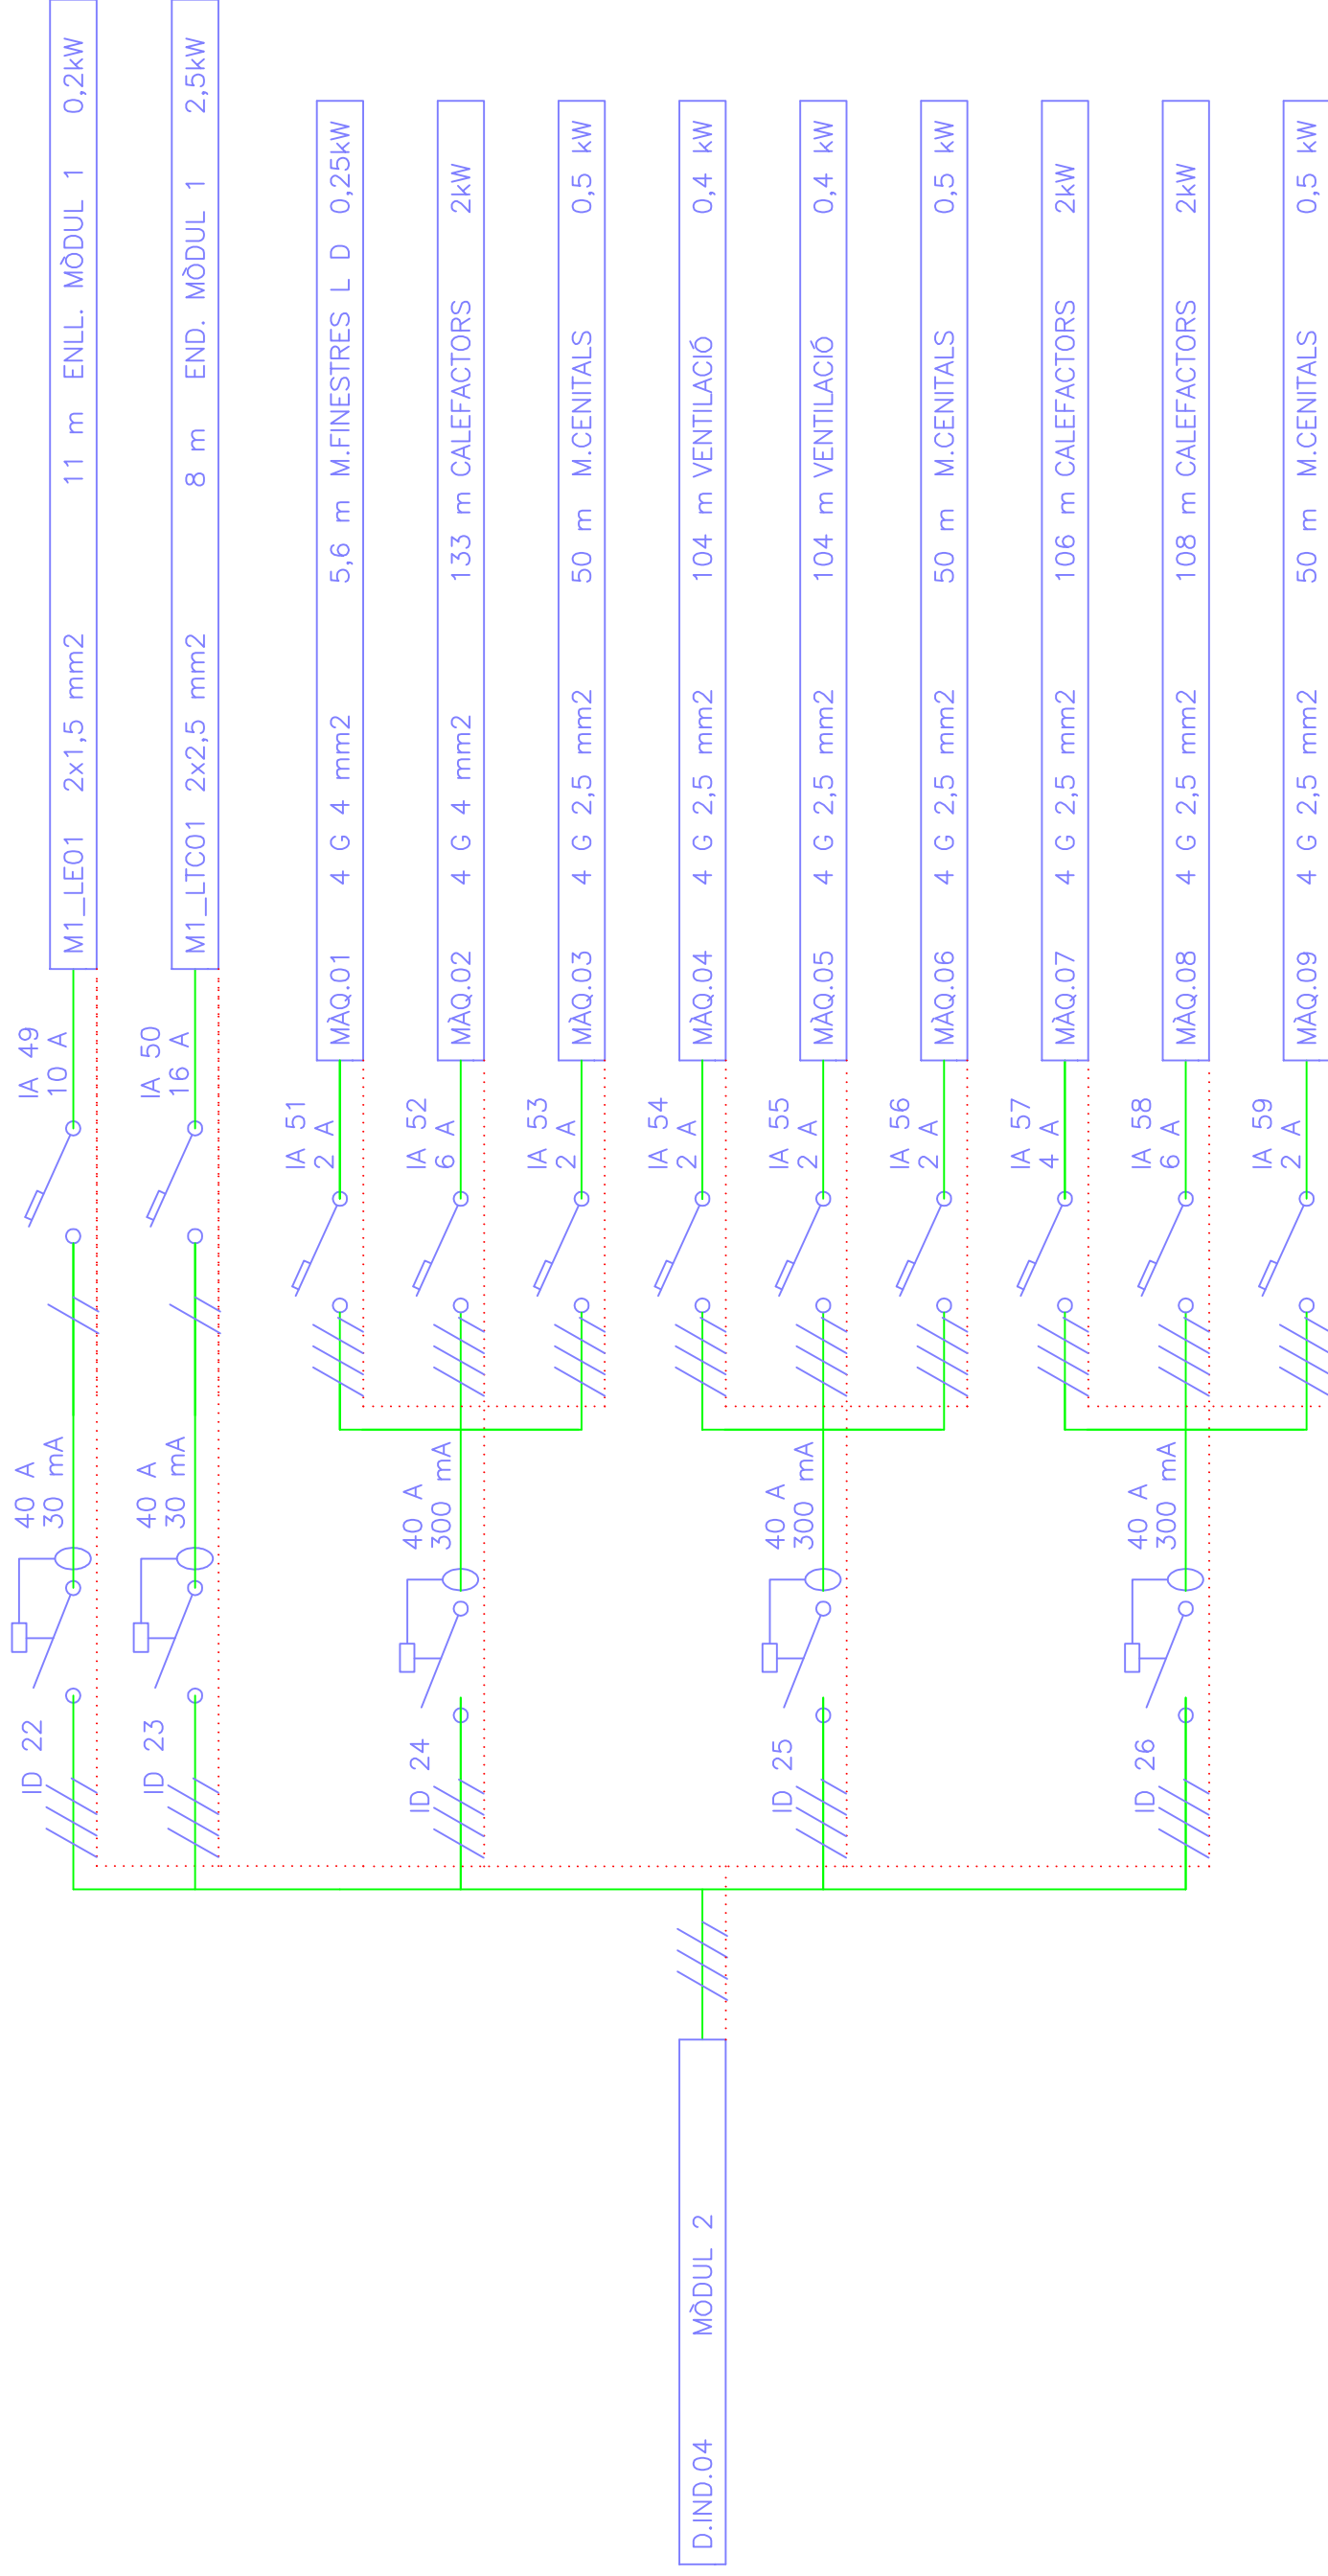 M1_LE01 2x1,5 mm2 11 m ENLL. MÒDUL 1 0,2kW
IA 49
10 A
40 A
30 mA
ID 22
M1_LTC01 2x2,5 mm2 8 m END. MÒDUL 1 2,5kW
IA 50
16 A
40 A
30 mA
ID 23
MÀQ.01 4 G 4 mm2 5,6 m M.FINESTRES L D 0,25kW
IA 51
2 A
MÀQ.02 4 G 4 mm2 133 m CALEFACTORS 2kW
IA 52
6 A
40 A
300 mA
ID 24
MÀQ.03 4 G 2,5 mm2 50 m M.CENITALS 0,5 kW
IA 53
2 A
MÀQ.04 4 G 2,5 mm2 104 m VENTILACIÓ 0,4 kW
IA 54
2 A
D.IND.04 MÒDUL 2
MÀQ.05 4 G 2,5 mm2 104 m VENTILACIÓ 0,4 kW
IA 55
2 A
40 A
300 mA
ID 25
MÀQ.06 4 G 2,5 mm2 50 m M.CENITALS 0,5 kW
IA 56
2 A
MÀQ.07 4 G 2,5 mm2 106 m CALEFACTORS 2kW
IA 57
4 A
MÀQ.08 4 G 2,5 mm2 108 m CALEFACTORS 2kW
IA 58
6 A
40 A
300 mA
ID 26
MÀQ.09 4 G 2,5 mm2 50 m M.CENITALS 0,5 kW
IA 59
2 A